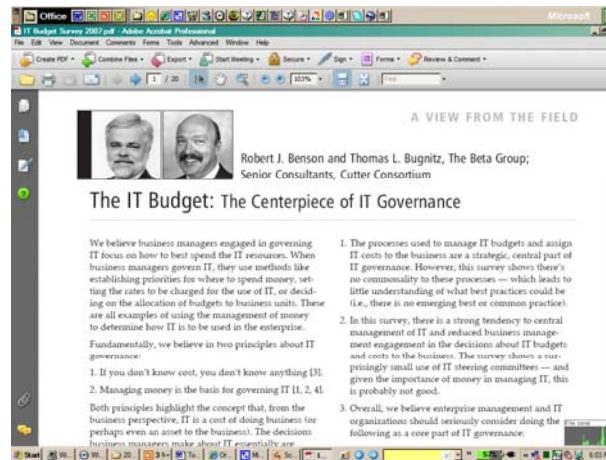 Office
Microsoft
IT Budget Survey 2007.pdf - Adobe Acrobat Professional
File Edit View Document Comments Forms Tools Advanced Window Help
Create PDF Combine Files Export Start Meeting Secure Sign Forms Review & Comment
1 / 20 103% Find
A VIEW FROM THE FIELD
Robert J. Benson and Thomas L. Bugnitz, The Beta Group;
Senior Consultants, Cutter Consortium
The IT Budget: The Centerpiece of IT Governance
We believe business managers engaged in governing
IT focus on how to best spend the IT resources. When
business managers govern IT, they use methods like
establishing priorities for where to spend money, set-
ting the rates to be charged for the use of IT, or decid-
ing on the allocation of budgets to business units. These
are all examples of using the management of money
to determine how IT is to be used in the enterprise.
Fundamentally, we believe in two principles about IT
governance:
1. If you don't know cost, you don't know anything [3].
2. Managing money is the basis for governing IT [1, 2, 4].
Both principles highlight the concept that, from the
business perspective, IT is a cost of doing business (or
perhaps even an asset to the business). The decisions
business managers make about IT essentially are
1. The processes used to manage IT budgets and assign
IT costs to the business are a strategic, central part of
IT governance. However, this survey shows there's
no commonality to these processes — which leads to
little understanding of what best practices could be
(i.e., there is no emerging best or common practice).
2. In this survey, there is a strong tendency to central
management of IT and reduced business manage-
ment engagement in the decisions about IT budgets
and costs to the business. The survey shows a sur-
prisingly small use of IT steering committees — and
given the importance of money in managing IT, this
is probably not good.
3. Overall, we believe enterprise management and IT
organizations should seriously consider doing the
following as a core part of IT governance:
Start
57%